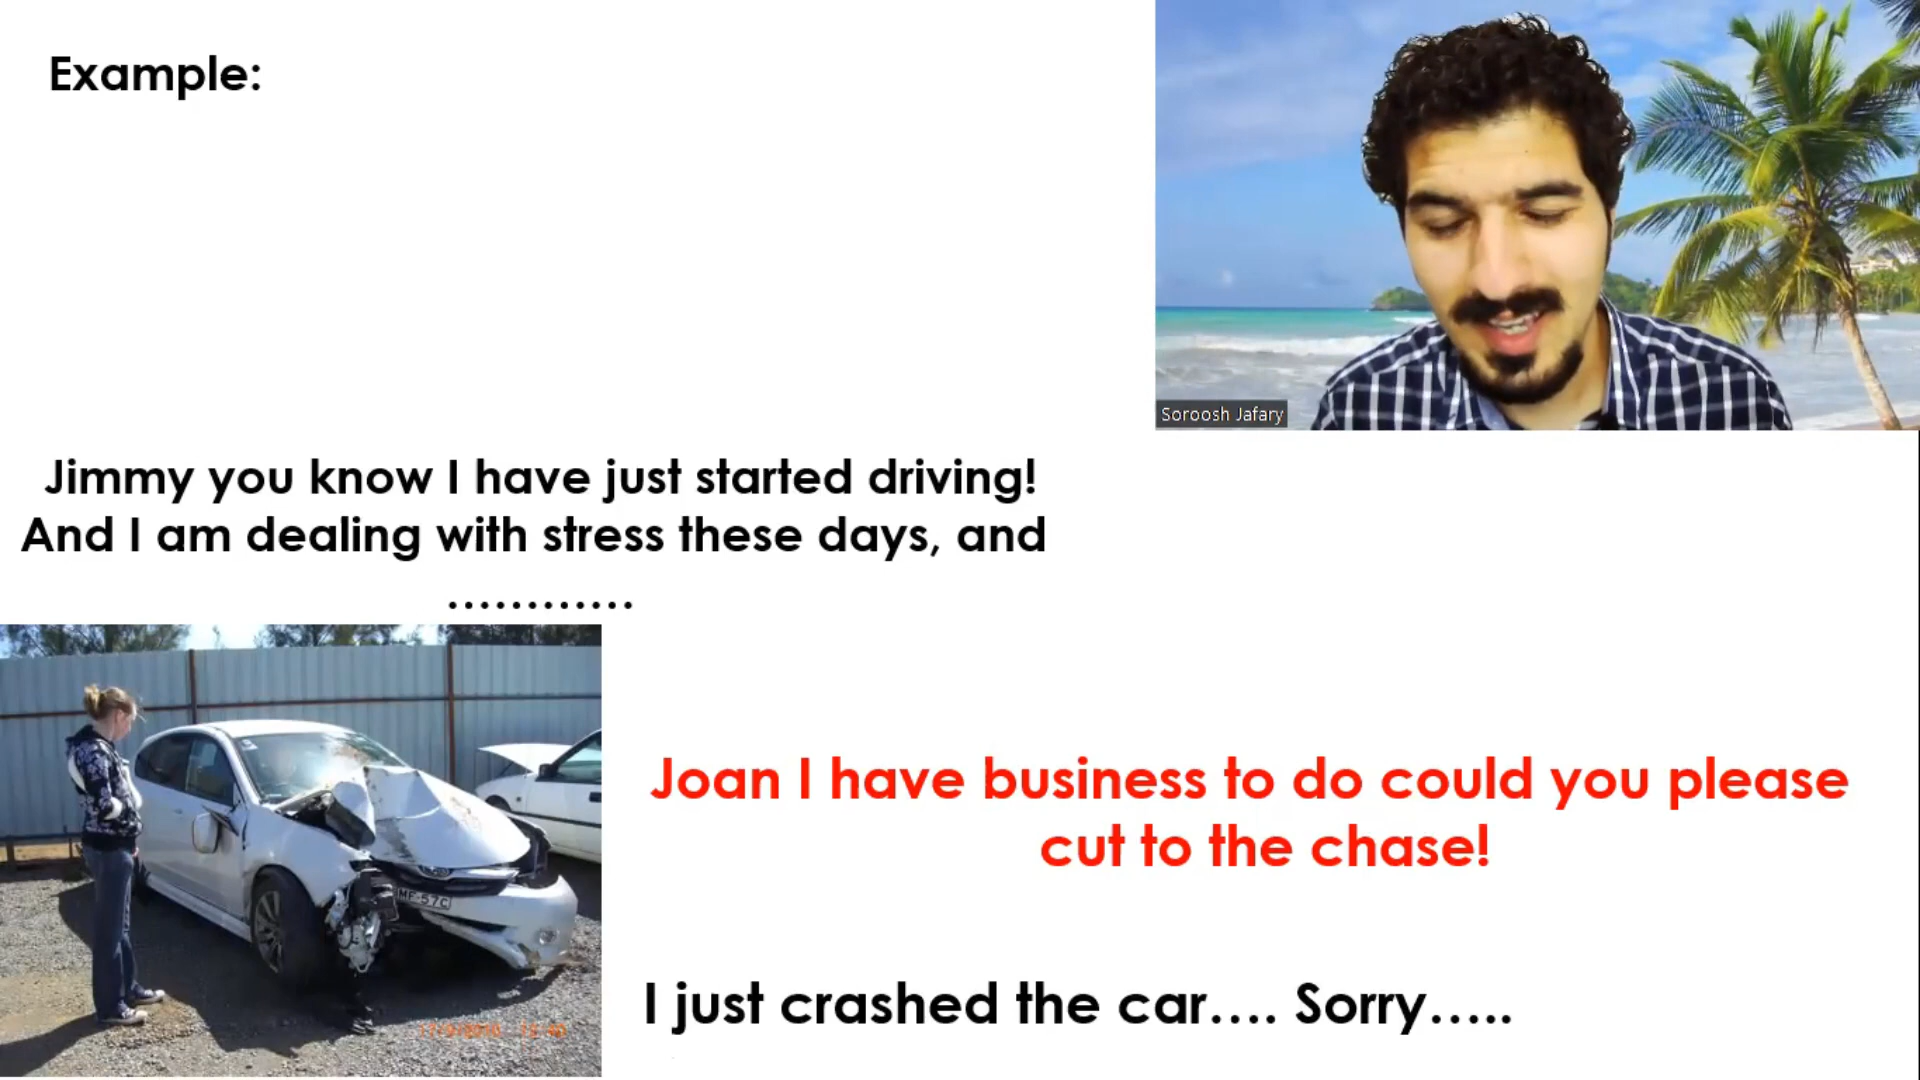 Example:
Soroosh Jafary
Jimmy you know I have just started driving!
And I am dealing with stress these days, and
............
Joan I have business to do could you please
cut to the chase!
I just crashed the car.... Sorry.....